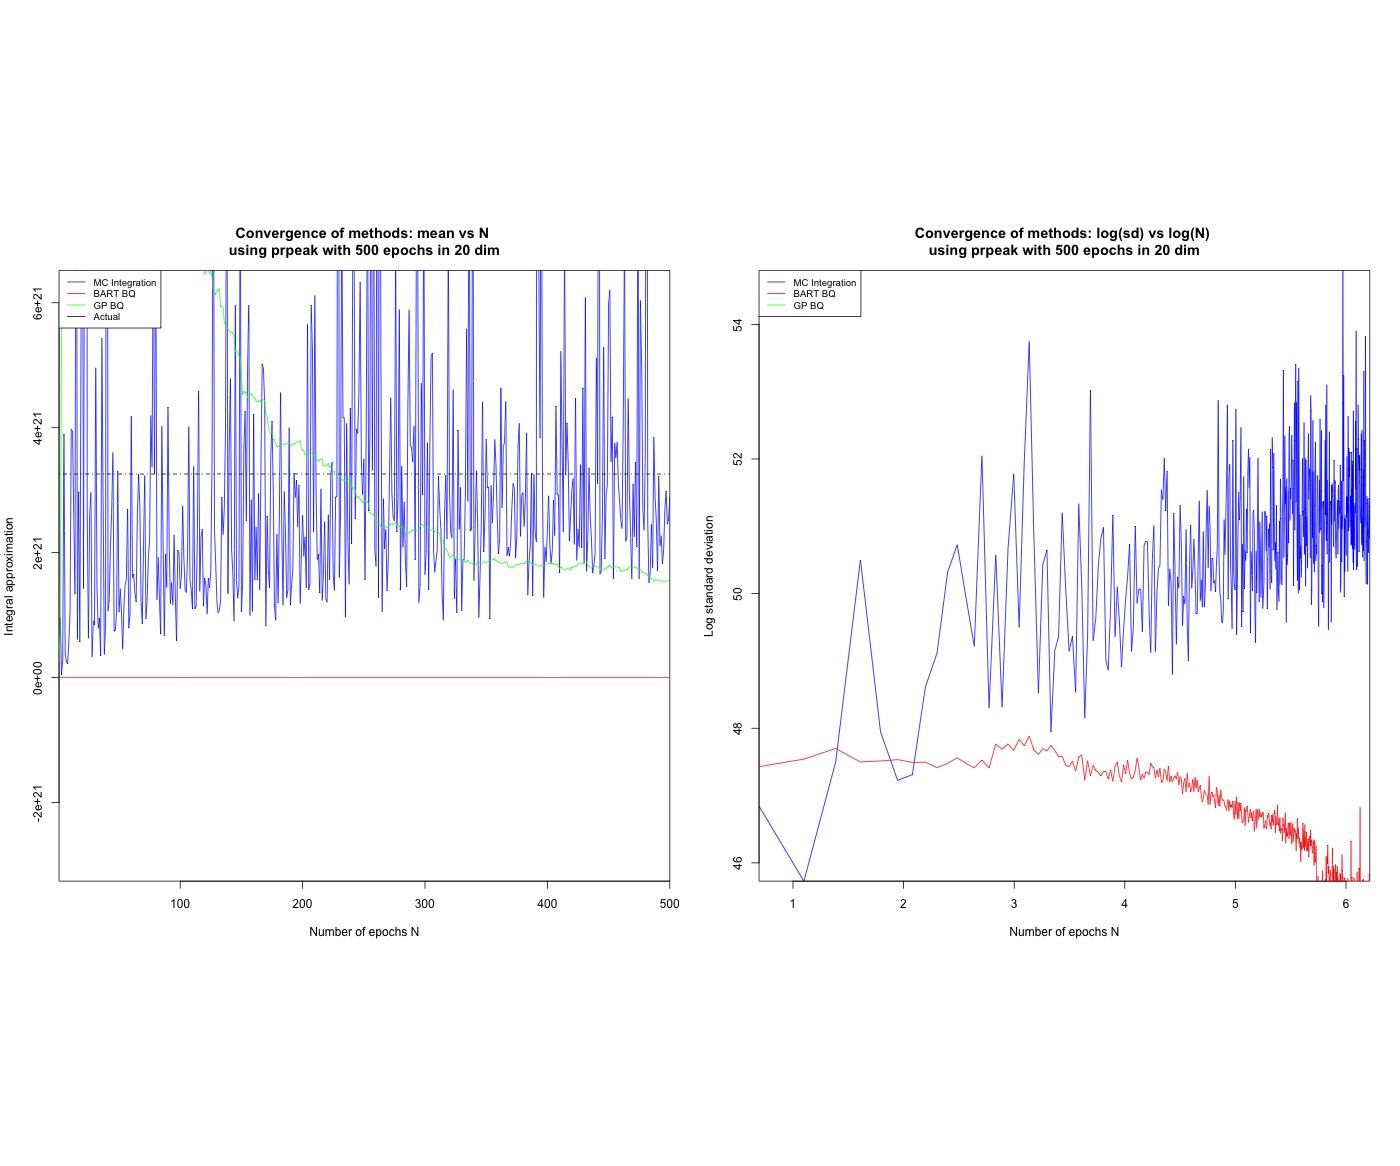 Convergence of methods: mean vs N
using prpeak with 500 epochs in 20 dim
MC Integration
BART BQ
GP BQ
Actual
Integral approximation
6e+21
4e+21
2e+21
0e+00
-2e+21
100
200
300
400
500
Number of epochs N
Convergence of methods: log(sd) vs log(N)
using prpeak with 500 epochs in 20 dim
MC Integration
BART BQ
GP BQ
Log standard deviation
54
52
50
48
46
1
2
3
4
5
6
Number of epochs N